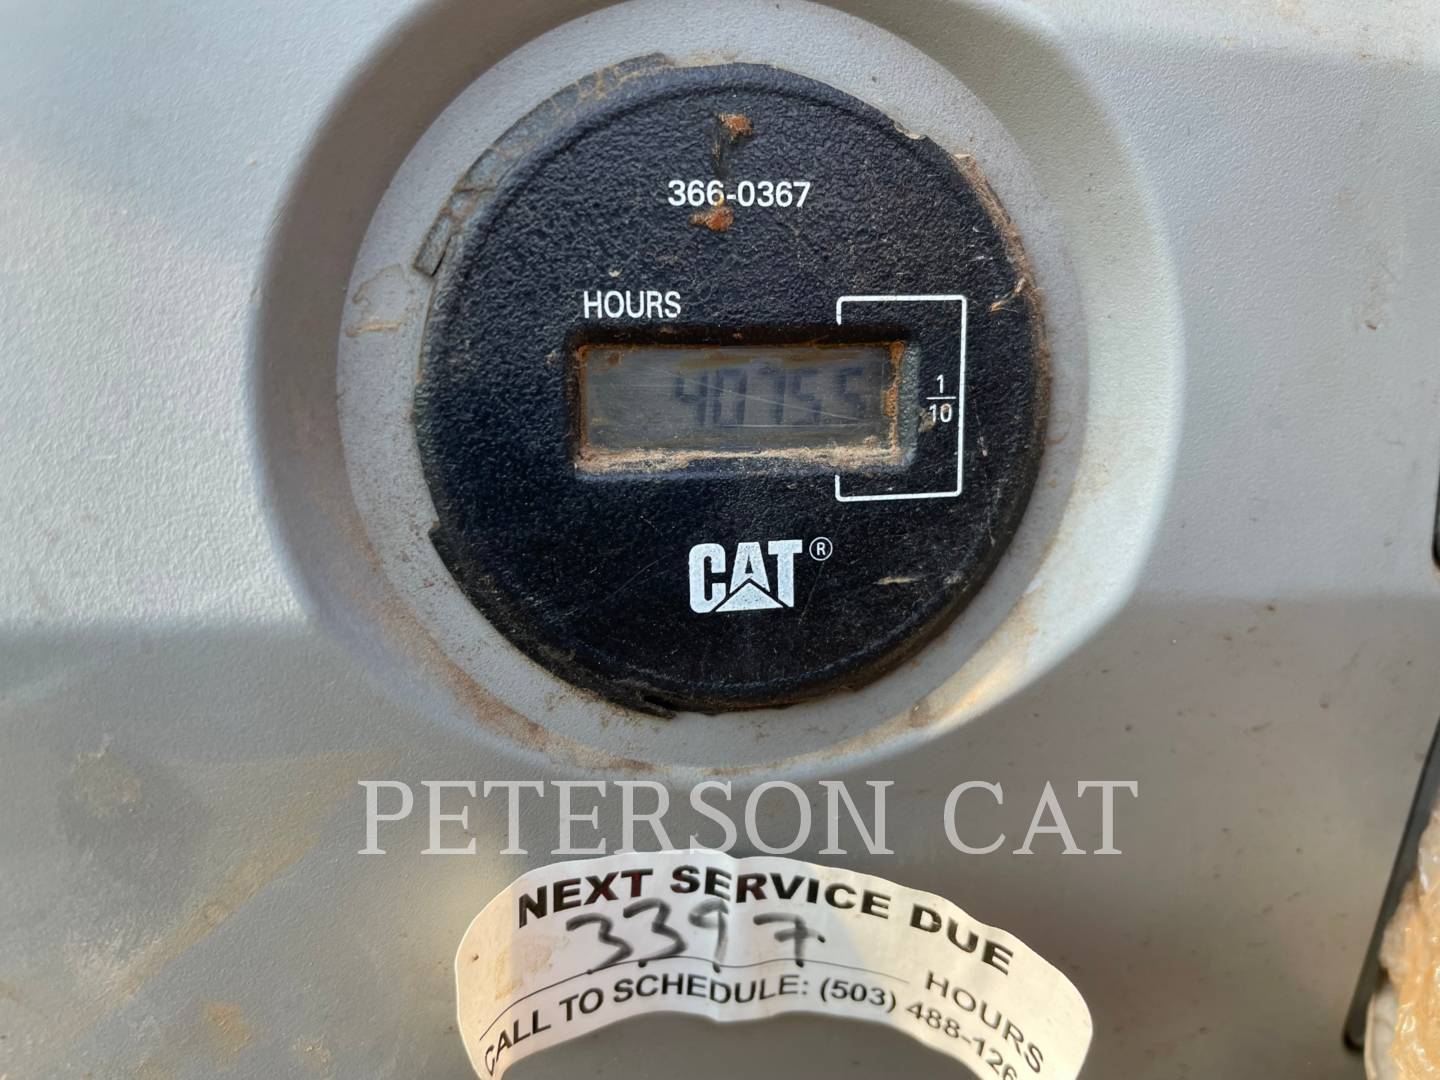 366-0367
HOURS
4075 5
1
10
CAT®
PETERSON CAT
NEXT SERVICE DUE
3397
HOURS
CALL TO SCHEDULE: (503) 488-126